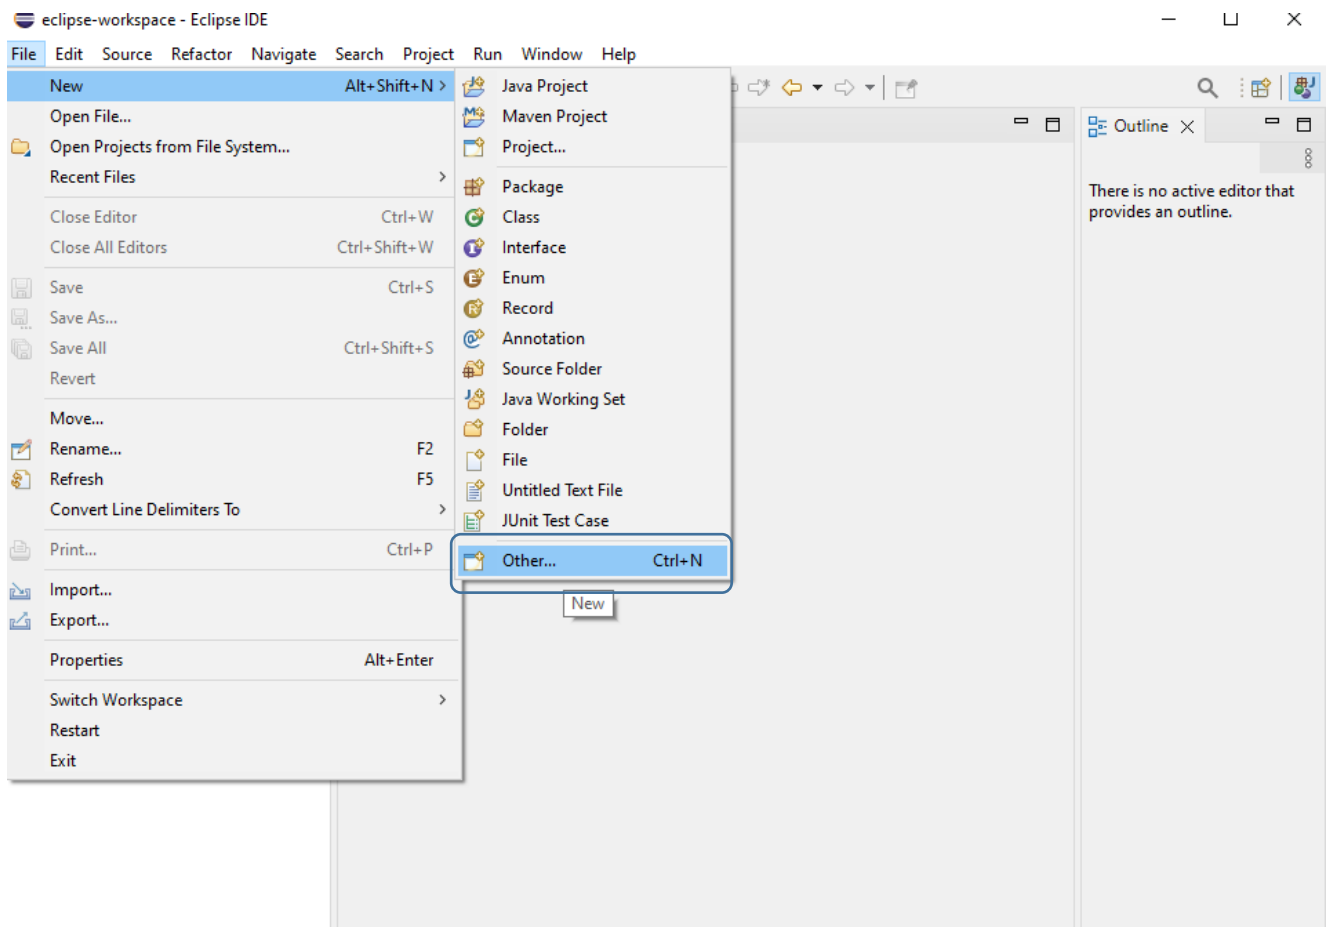 eclipse-workspace - Eclipse IDE
File Edit Source Refactor Navigate Search Project Run Window Help
New Alt+Shift+N >
Open File...
Open Projects from File System...
Recent Files >
Close Editor Ctrl+W
Close All Editors Ctrl+Shift+W
Save Ctrl+S
Save As...
Save All Ctrl+Shift+S
Revert
Move...
Rename... F2
Refresh F5
Convert Line Delimiters To >
Print... Ctrl+P
Import...
Export...
Properties Alt+Enter
Switch Workspace >
Restart
Exit
Java Project
Maven Project
Project...
Package
Class
Interface
Enum
Record
Annotation
Source Folder
Java Working Set
Folder
File
Untitled Text File
JUnit Test Case
Other... Ctrl+N
New
Outline
There is no active editor that
provides an outline.